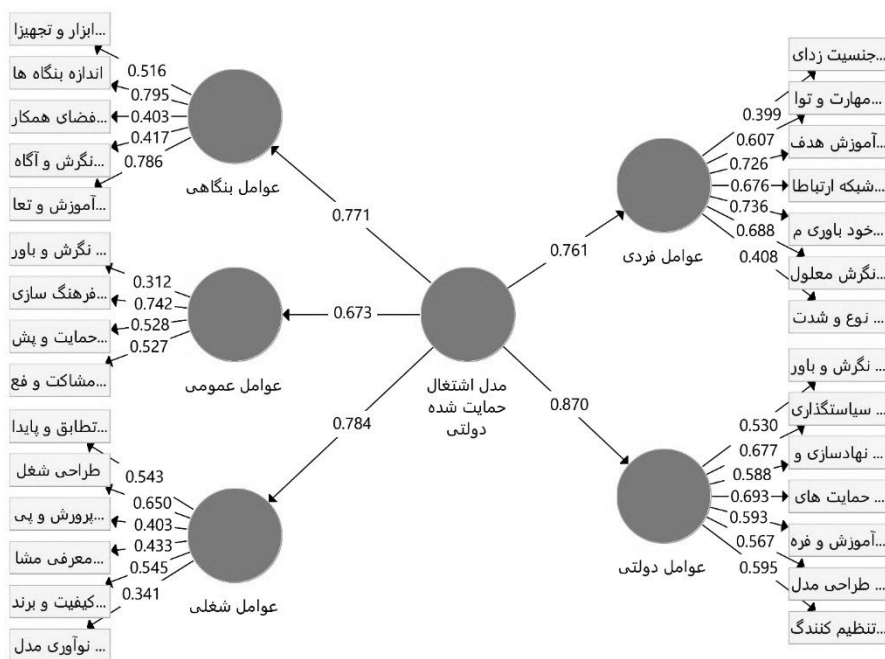 ابزار و تجهیزا...
اندازه بنگاه ها
فضای همکار...
نگرش و آگاه...
آموزش و تعا...
0.516
0.795
0.403
0.417
0.786
عوامل بنگاهی
0.771
نگرش و باور ...
فرهنگ سازی...
حمایت و پش...
مشاکت و فع...
0.312
0.742
0.528
0.527
عوامل عمومی
0.673
تطابق و پایدا...
طراحی شغل
پرورش و پی...
معرفی مشا...
کیفیت و برند...
نوآوری مدل ...
0.543
0.650
0.403
0.433
0.545
0.341
عوامل شغلی
0.784
مدل اشتغال
حمایت شده
دولتی
جنسیت زدای...
مهارت و توا...
آموزش هدف...
شبکه ارتباطا...
خود باوری م...
نگرش معلول...
نوع و شدت ...
0.399
0.607
0.726
0.676
0.736
0.688
0.408
عوامل فردی
0.761
نگرش و باور ...
سیاستگذاری ...
نهادسازی و ...
حمایت های ...
آموزش و فره...
طراحی مدل ...
تنظیم کنندگ...
0.530
0.677
0.588
0.693
0.593
0.567
0.595
عوامل دولتی
0.870